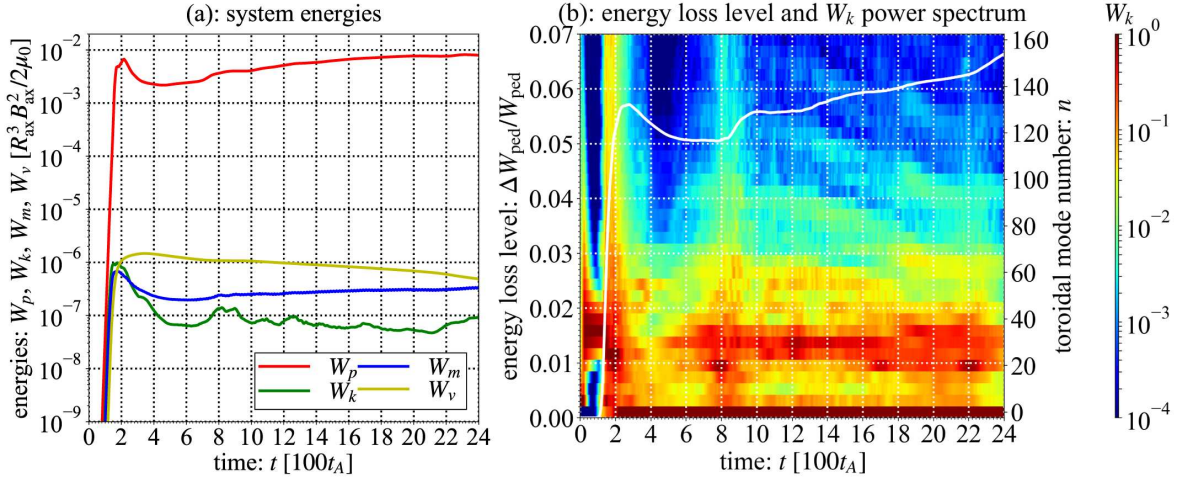 (a): system energies
energies: W_p, W_k, W_m, W_v [R_ax^3 B_ax^2/2μ_0]
10^-2
10^-3
10^-4
10^-5
10^-6
10^-7
10^-8
10^-9
W_p
W_m
W_k
W_v
0 2 4 6 8 10 12 14 16 18 20 22 24
time: t [100t_A]
(b): energy loss level and W_k power spectrum
energy loss level: ΔW_ped/W_ped
0.07
0.06
0.05
0.04
0.03
0.02
0.01
0.00
0 2 4 6 8 10 12 14 16 18 20 22 24
time: t [100t_A]
160
140
120
100
80
60
40
20
0
toroidal mode number: n
W_k
10^0
10^-1
10^-2
10^-3
10^-4